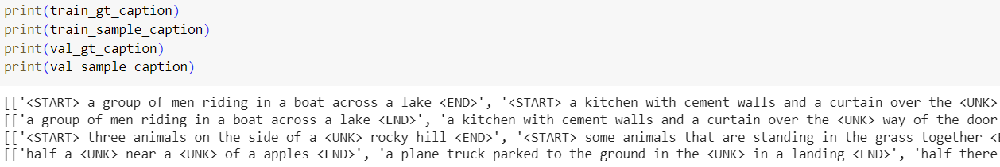 print(train_gt_caption)
print(train_sample_caption)
print(val_gt_caption)
print(val_sample_caption)
[['<START> a group of men riding in a boat across a lake <END>', '<START> a kitchen with cement walls and a curtain over the <UNK>
[['a group of men riding in a boat across a lake <END>', 'a kitchen with cement walls and a curtain over the <UNK> way of the door
[['<START> three animals on the side of a <UNK> rocky hill <END>', '<START> some animals that are standing in the grass together <
[['half a <UNK> near a <UNK> of a apples <END>', 'a plane truck parked to the ground in the <UNK> in a landing <END>', 'half there